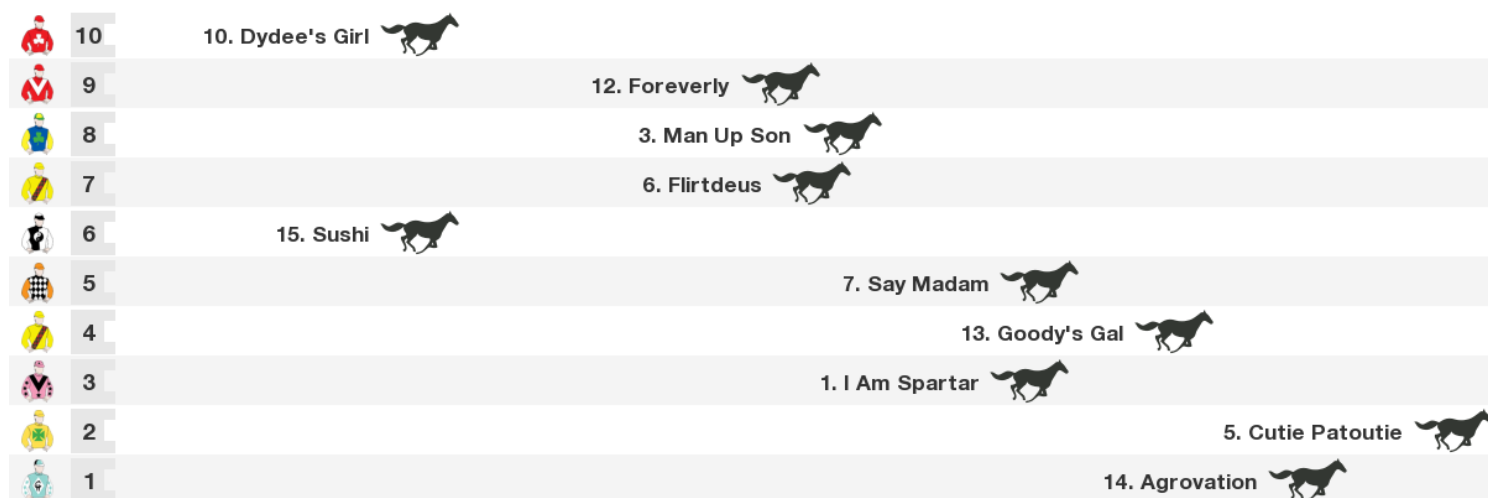 10 10. Dydee's Girl
9 12. Foreverly
8 3. Man Up Son
7 6. Flirtdeus
6 15. Sushi
5 7. Say Madam
4 13. Goody's Gal
3 1. I Am Spartar
2 5. Cutie Patoutie
1 14. Agrovation